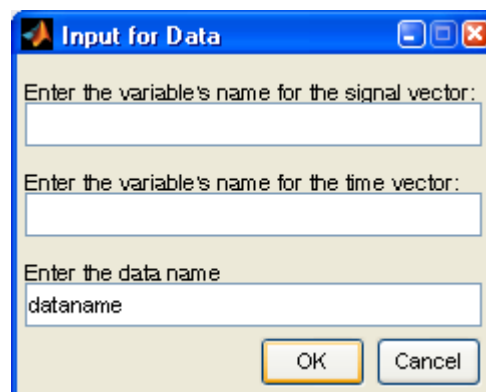 Input for Data
Enter the variable's name for the signal vector:
Enter the variable's name for the time vector:
Enter the data name
dataname
OK Cancel